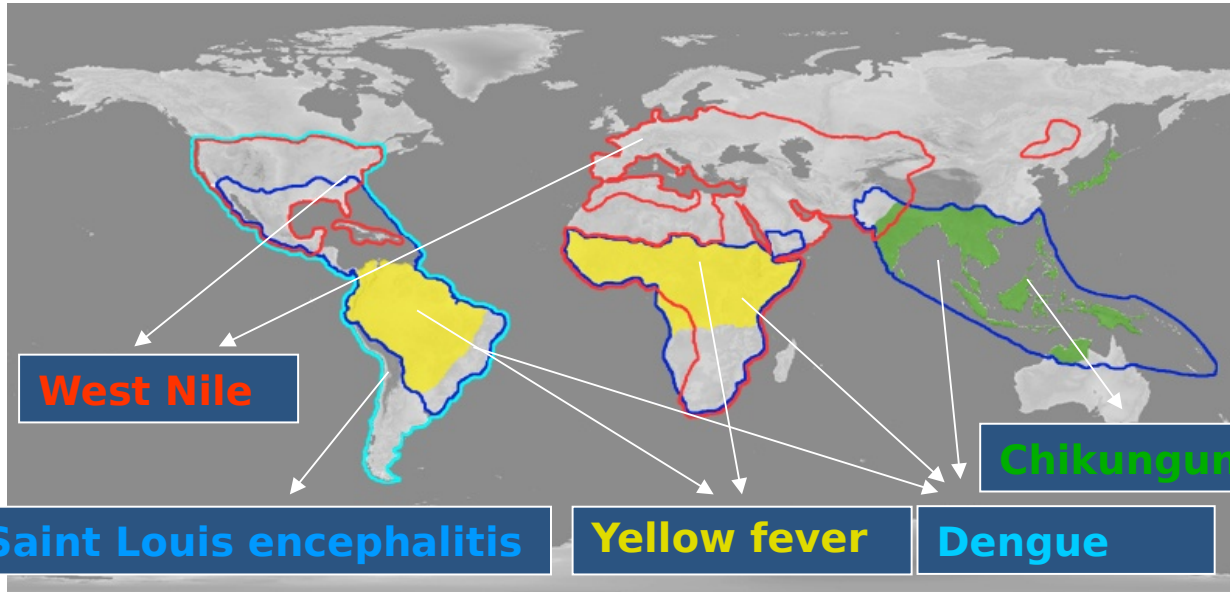 West Nile
Chikungun
Saint Louis encephalitis
Yellow fever
Dengue